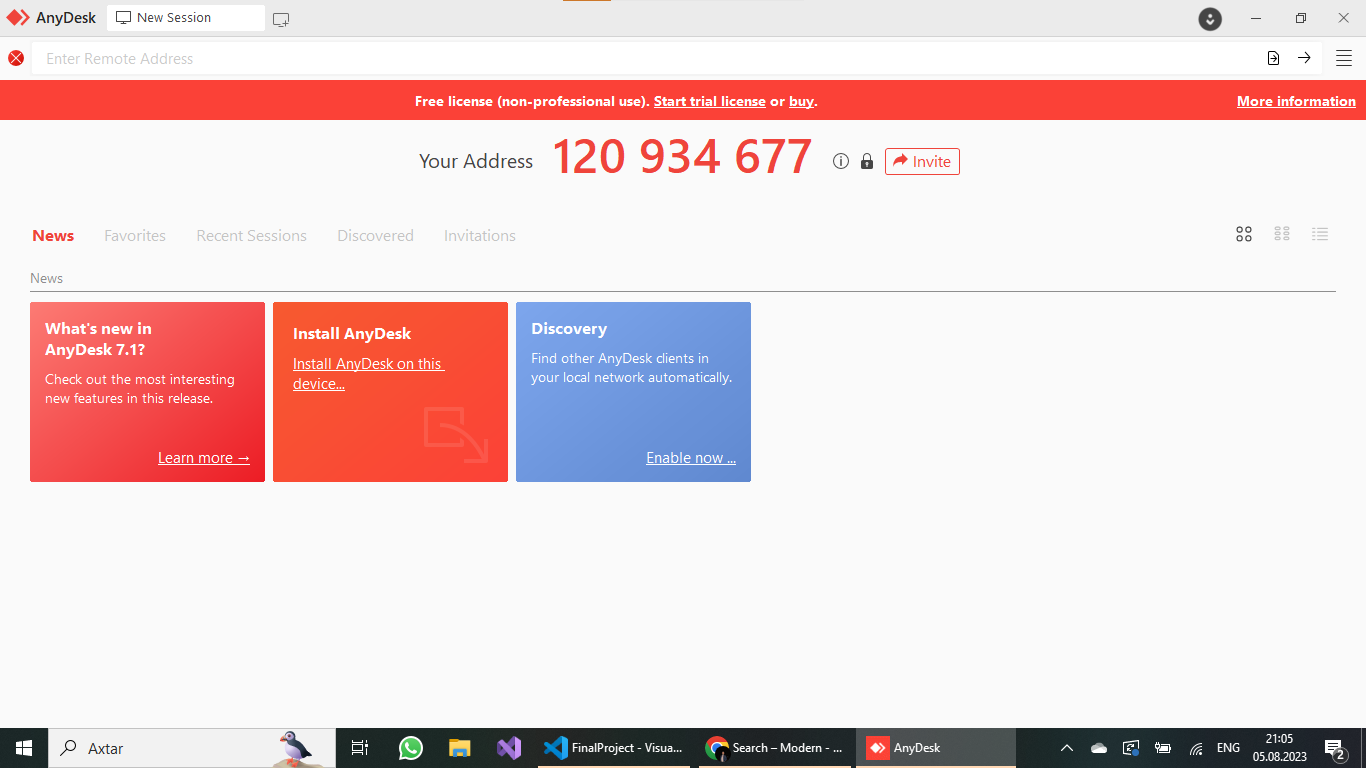 AnyDesk
New Session
Enter Remote Address
Free license (non-professional use). Start trial license or buy.
More information
Your Address
120 934 677
Invite
News
Favorites
Recent Sessions
Discovered
Invitations
News
What's new in
AnyDesk 7.1?
Check out the most interesting
new features in this release.
Learn more →
Install AnyDesk
Install AnyDesk on this
device...
Discovery
Find other AnyDesk clients in
your local network automatically.
Enable now ...
Axtar
FinalProject - Visua...
Search – Modern - ...
AnyDesk
ENG
21:05
05.08.2023
2